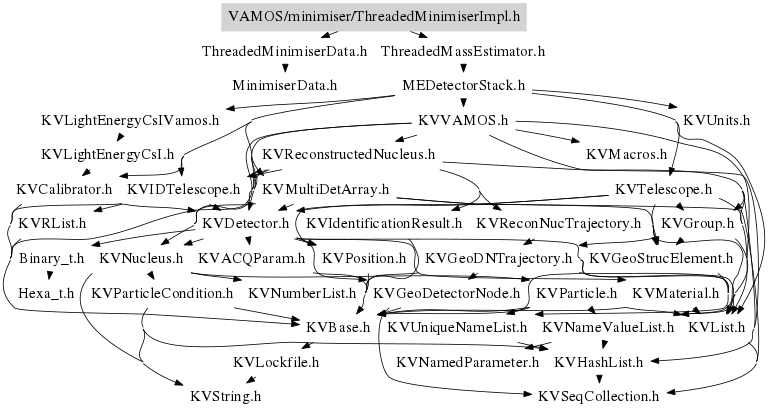 VAMOS/minimiser/ThreadedMinimiserImpl.h
ThreadedMinimiserData.h ThreadedMassEstimator.h
MinimiserData.h MEDetectorStack.h
KVLightEnergyCsIVamos.h KVVAMOS.h KVUnits.h
KVLightEnergyCsI.h KVReconstructedNucleus.h KVMacros.h
KVCalibrator.h KVIDTelescope.h KVMultiDetArray.h KVTelescope.h
KVRList.h KVDetector.h KVIdentificationResult.h KVReconNucTrajectory.h KVGroup.h
Binary_t.h KVNucleus.h KVACQParam.h KVPosition.h KVGeoDNTrajectory.h KVGeoStrucElement.h
Hexa_t.h KVParticleCondition.h KVNumberList.h KVGeoDetectorNode.h KVParticle.h KVMaterial.h
KVBase.h KVUniqueNameList.h KVNameValueList.h KVList.h
KVLockfile.h KVNamedParameter.h KVHashList.h
KVString.h KVSeqCollection.h